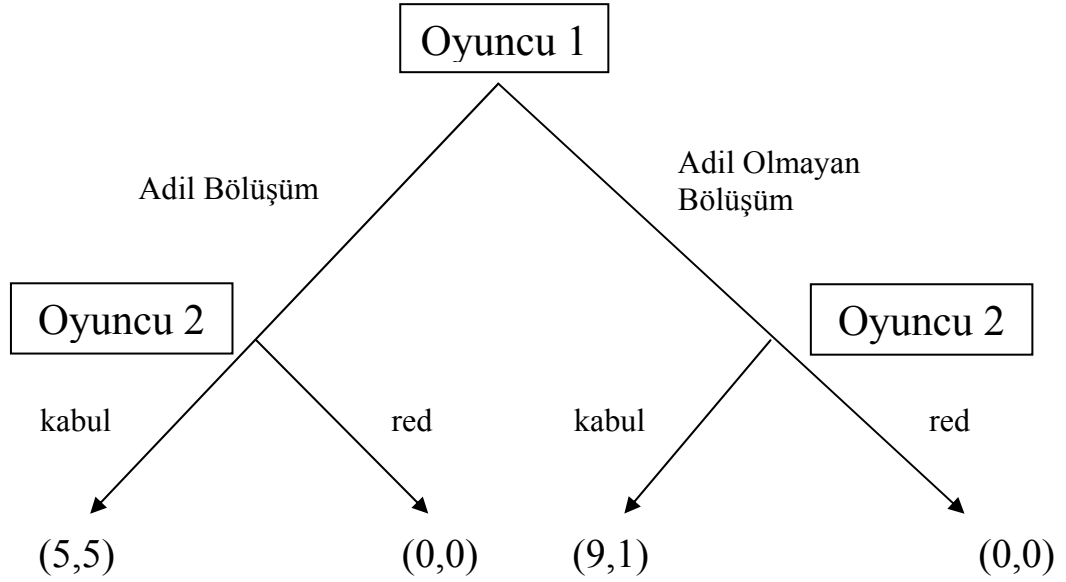 Oyuncu 1
Adil Bölüşüm
Adil Olmayan
Bölüşüm
Oyuncu 2
Oyuncu 2
kabul
red
kabul
red
(5,5)
(0,0)
(9,1)
(0,0)